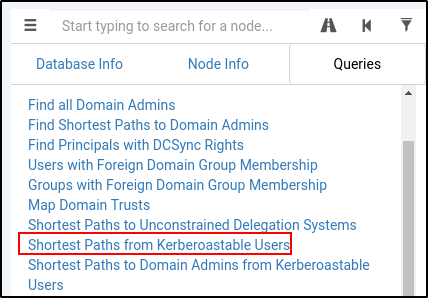 Start typing to search for a node...
Database Info
Node Info
Queries
Find all Domain Admins
Find Shortest Paths to Domain Admins
Find Principals with DCSync Rights
Users with Foreign Domain Group Membership
Groups with Foreign Domain Group Membership
Map Domain Trusts
Shortest Paths to Unconstrained Delegation Systems
Shortest Paths from Kerberoastable Users
Shortest Paths to Domain Admins from Kerberoastable
Users